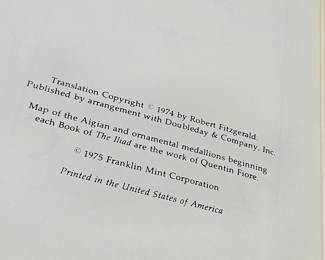 Translation Copyright © 1974 by Robert Fitzgerald.
Published by arrangement with Doubleday & Company, Inc.
Map of the Aigian and ornamental medallions beginning
each Book of The Iliad are the work of Quentin Fiore.
© 1975 Franklin Mint Corporation
Printed in the United States of America